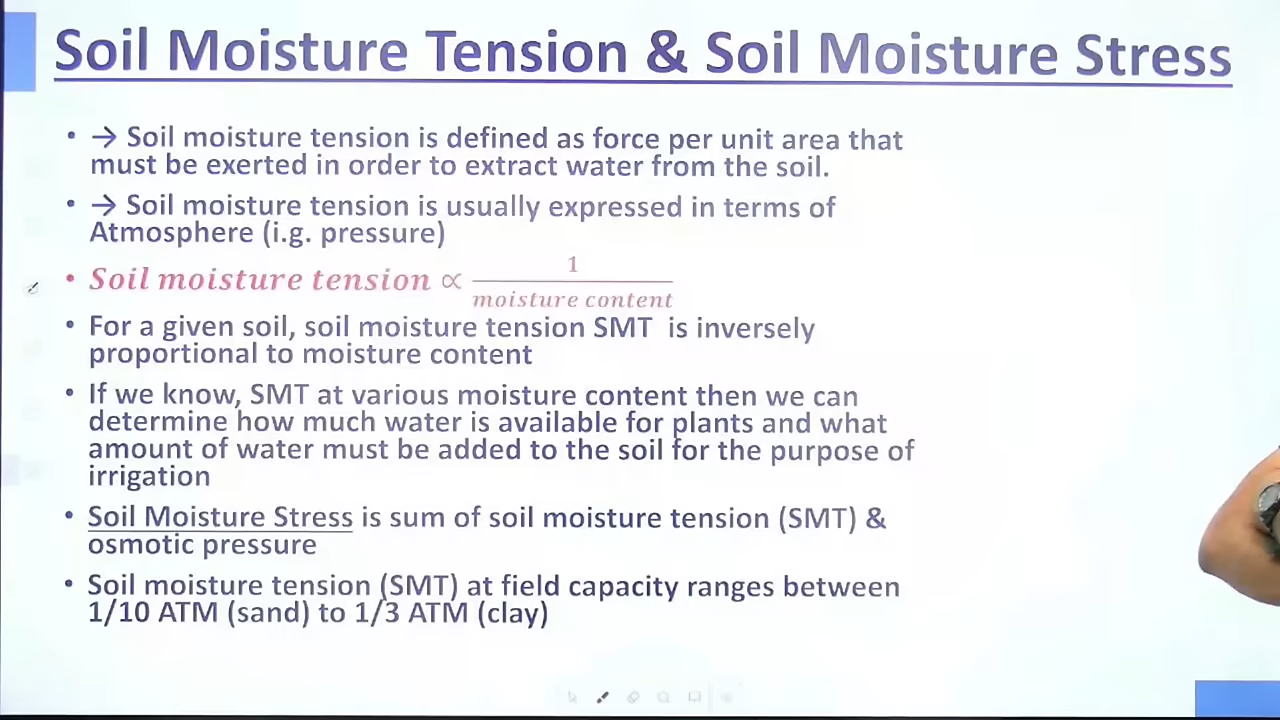 Soil Moisture Tension & Soil Moisture Stress
• → Soil moisture tension is defined as force per unit area that
must be exerted in order to extract water from the soil.
• → Soil moisture tension is usually expressed in terms of
Atmosphere (i.g. pressure)
• Soil moisture tension ∝ 1 / moisture content
• For a given soil, soil moisture tension SMT is inversely
proportional to moisture content
• If we know, SMT at various moisture content then we can
determine how much water is available for plants and what
amount of water must be added to the soil for the purpose of
irrigation
• Soil Moisture Stress is sum of soil moisture tension (SMT) &
osmotic pressure
• Soil moisture tension (SMT) at field capacity ranges between
1/10 ATM (sand) to 1/3 ATM (clay)